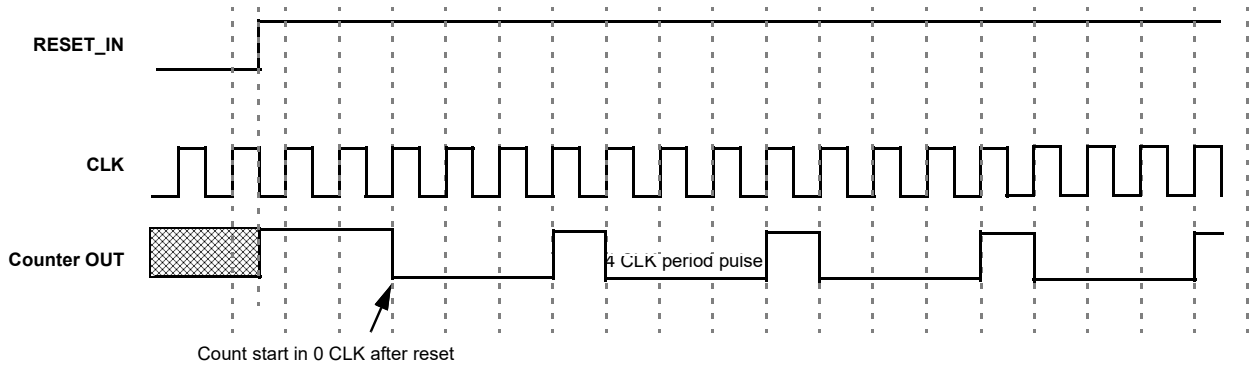 RESET_IN
CLK
Counter OUT
4 CLK period pulse
Count start in 0 CLK after reset